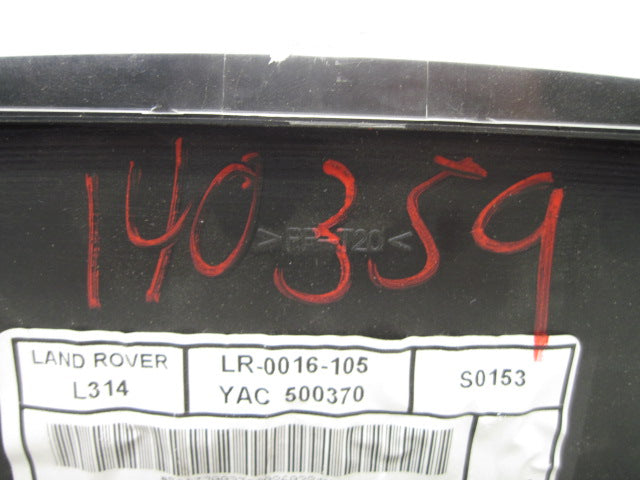 140359
>PP-T20<
LAND ROVER
L314
LR-0016-105
YAC 500370
S0153